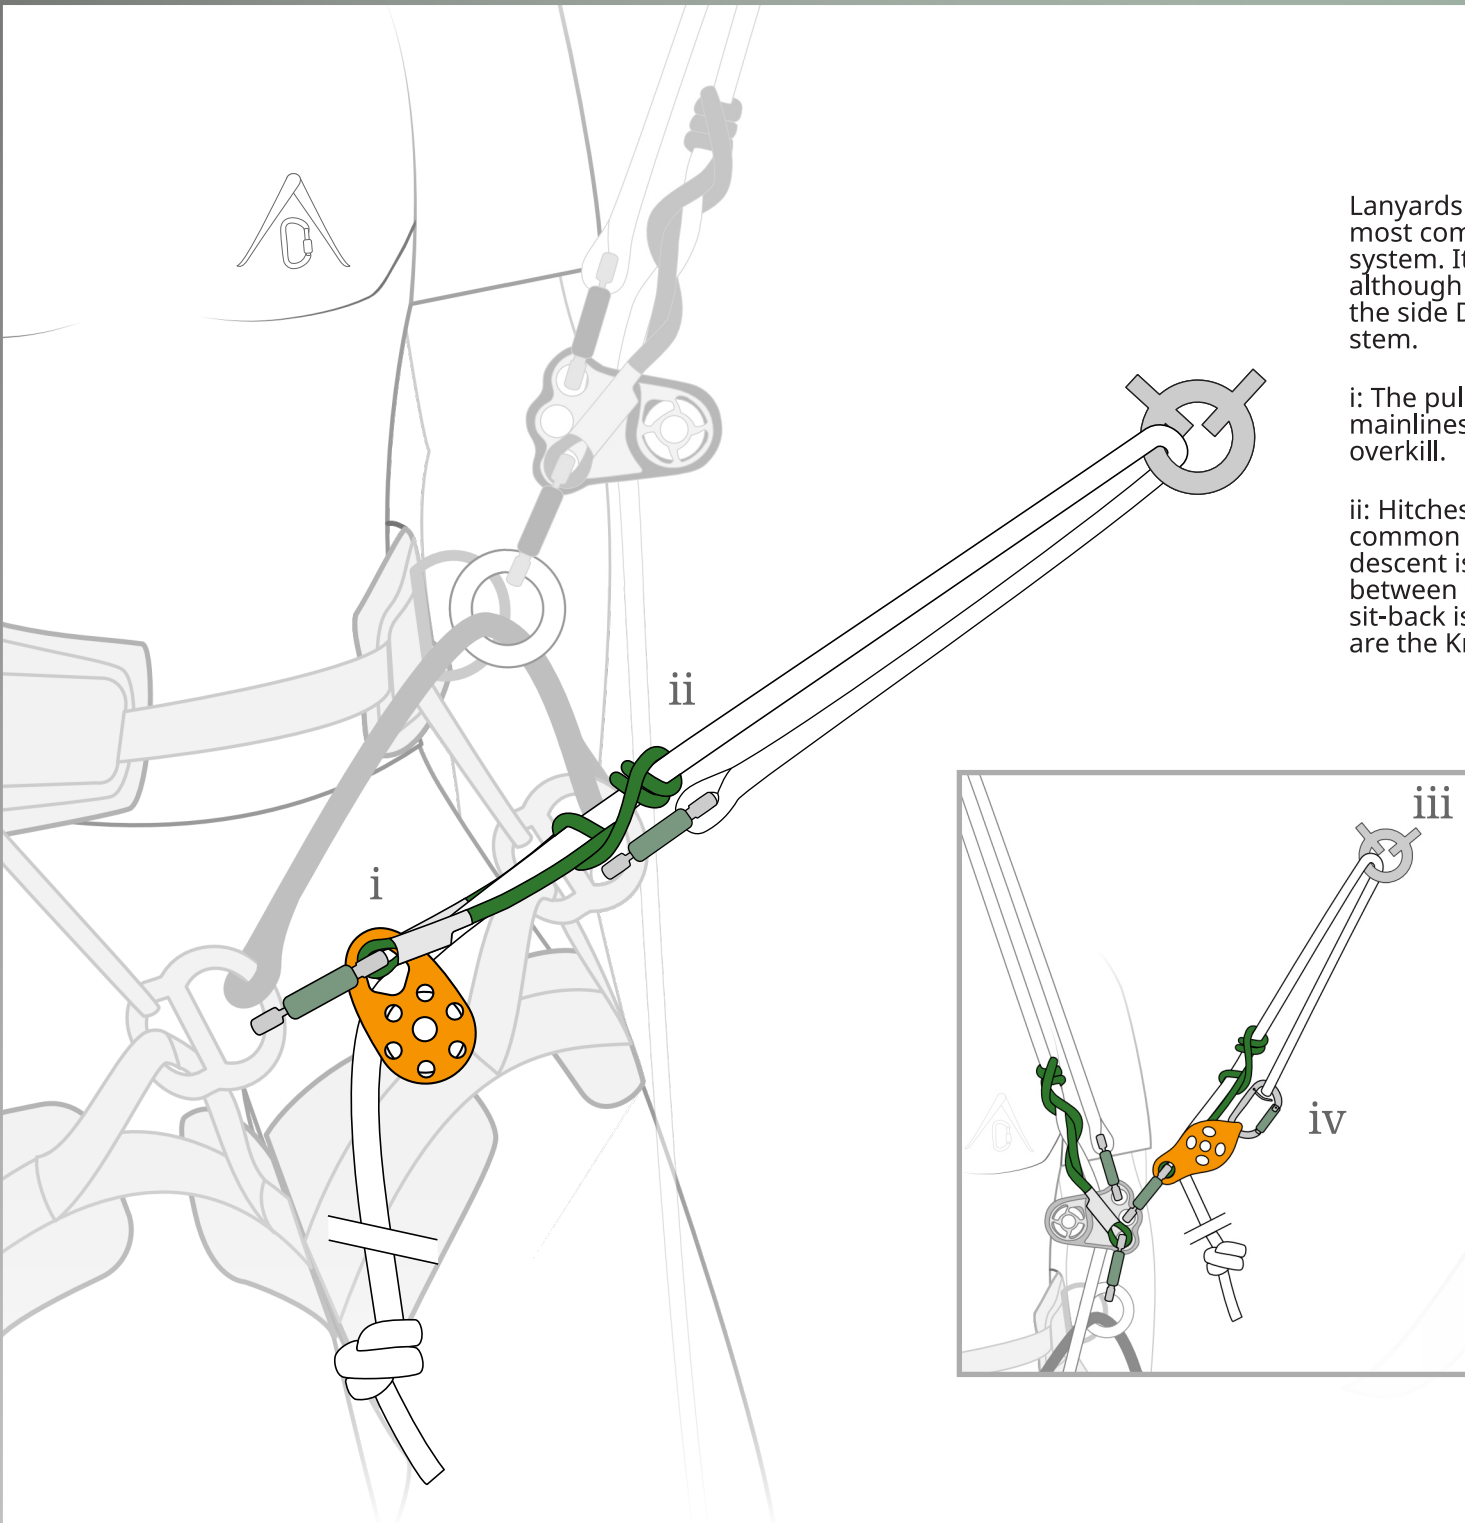 Lanyards
most com
system. It
although
the side D
stem.
i: The pul
mainlines
overkill.
ii: Hitches
common
descent is
between
sit-back is
are the Kr
ii
i
iii
iv